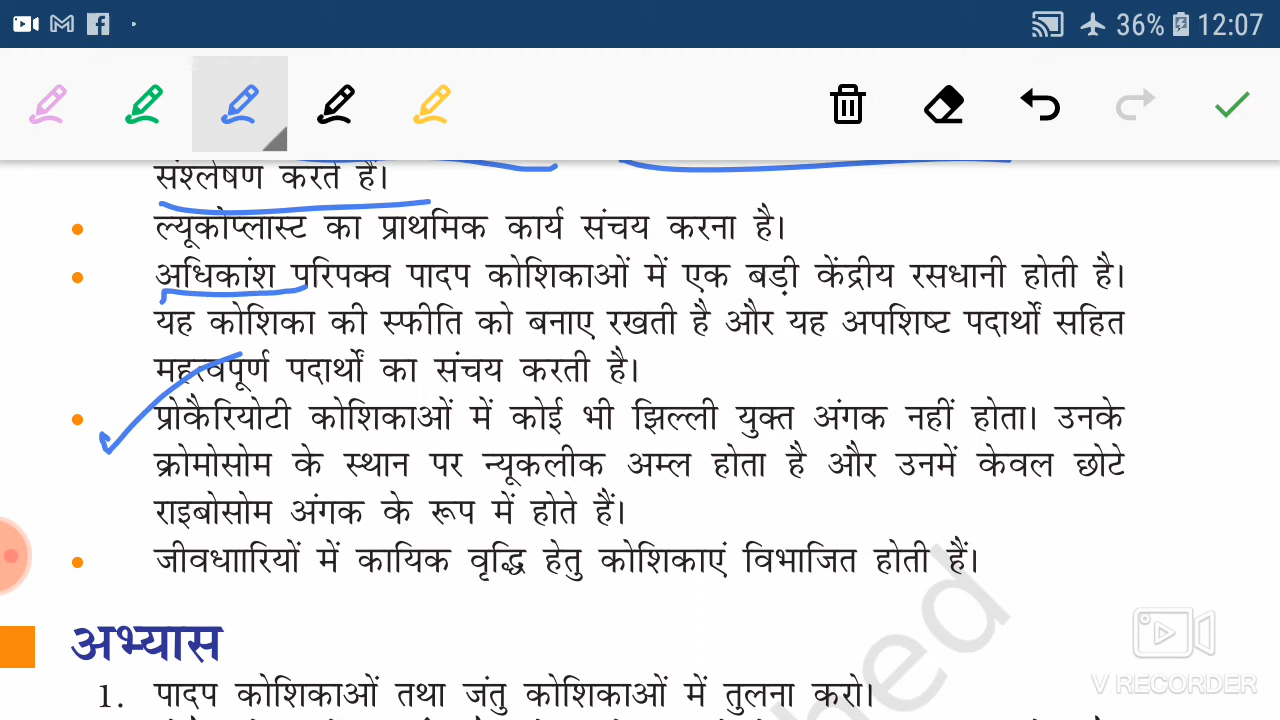 36% 12:07
संश्लेषण करते हैं।
• ल्यूकोप्लास्ट का प्राथमिक कार्य संचय करना है।
• अधिकांश परिपक्व पादप कोशिकाओं में एक बड़ी केंद्रीय रसधानी होती है।
यह कोशिका की स्फीति को बनाए रखती है और यह अपशिष्ट पदार्थों सहित
महत्वपूर्ण पदार्थों का संचय करती है।
• प्रोकैरियोटी कोशिकाओं में कोई भी झिल्ली युक्त अंगक नहीं होता। उनके
क्रोमोसोम के स्थान पर न्यूकलीक अम्ल होता है और उनमें केवल छोटे
राइबोसोम अंगक के रूप में होते हैं।
• जीवधाारियों में कायिक वृद्धि हेतु कोशिकाएं विभाजित होती हैं।
अभ्यास
1. पादप कोशिकाओं तथा जंतु कोशिकाओं में तुलना करो।
V RECORDER